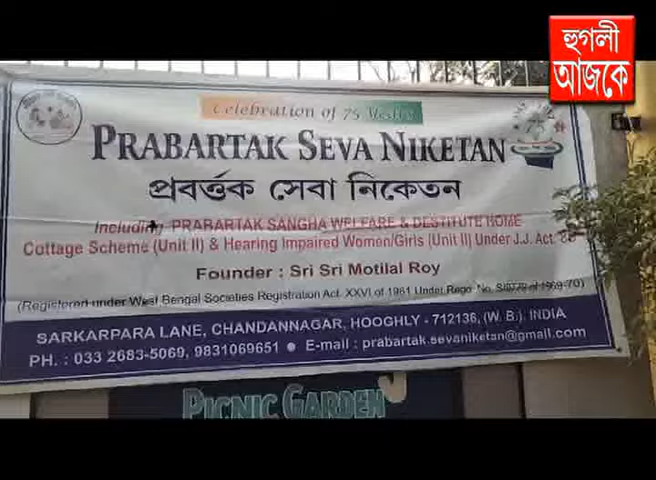 হুগলী
আজকে
Celebration of 75 Years
PRABARTAK SEVA NIKETAN
প্রবর্ত্তক সেবা নিকেতন
Including PRABARTAK SANGHA WELFARE & DESTITUTE HOME
Cottage Scheme (Unit II) & Hearing Impaired Women/Girls (Unit II) Under J.J. Act.
Founder : Sri Sri Motilal Roy
(Registered under West Bengal Societies Registration Act. XXVI of 1961 Under Regn. No. of 1969-70)
SARKARPARA LANE, CHANDANNAGAR, HOOGHLY - 712136, (W. B.), INDIA
PH. : 033 2683-5069, 9831069651 ● E-mail : prabartak.sevaniketan@gmail.com
PICNIC GARDEN